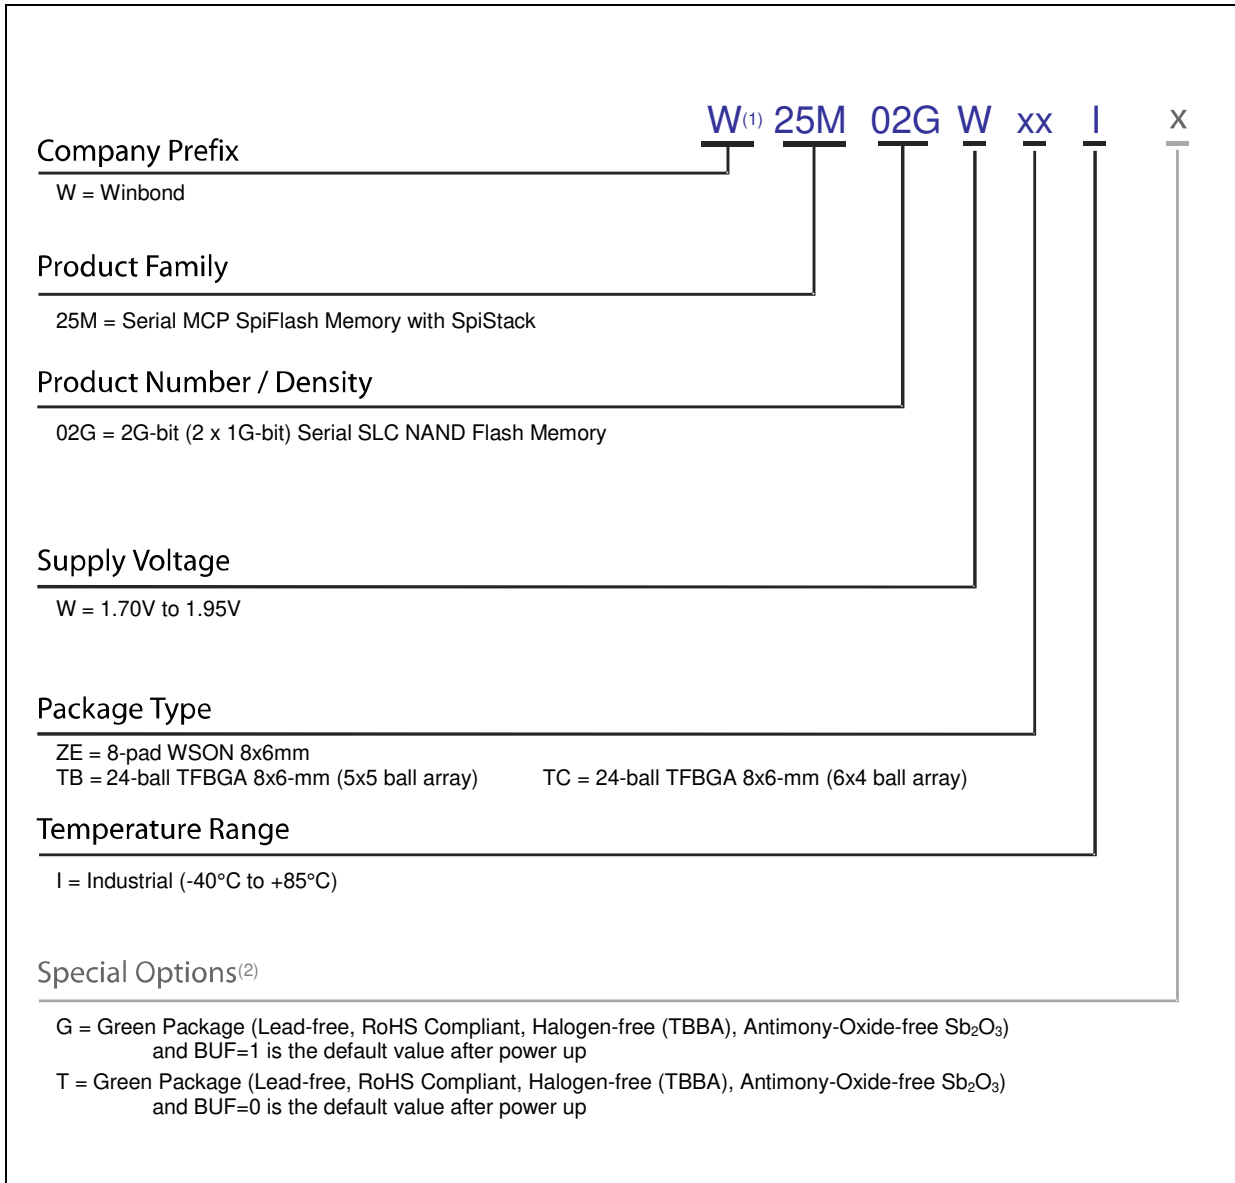 W(1) 25M 02G W xx I x
Company Prefix
W = Winbond
Product Family
25M = Serial MCP SpiFlash Memory with SpiStack
Product Number / Density
02G = 2G-bit (2 x 1G-bit) Serial SLC NAND Flash Memory
Supply Voltage
W = 1.70V to 1.95V
Package Type
ZE = 8-pad WSON 8x6mm
TB = 24-ball TFBGA 8x6-mm (5x5 ball array) TC = 24-ball TFBGA 8x6-mm (6x4 ball array)
Temperature Range
I = Industrial (-40°C to +85°C)
Special Options(2)
G = Green Package (Lead-free, RoHS Compliant, Halogen-free (TBBA), Antimony-Oxide-free Sb₂O₃)
and BUF=1 is the default value after power up
T = Green Package (Lead-free, RoHS Compliant, Halogen-free (TBBA), Antimony-Oxide-free Sb₂O₃)
and BUF=0 is the default value after power up